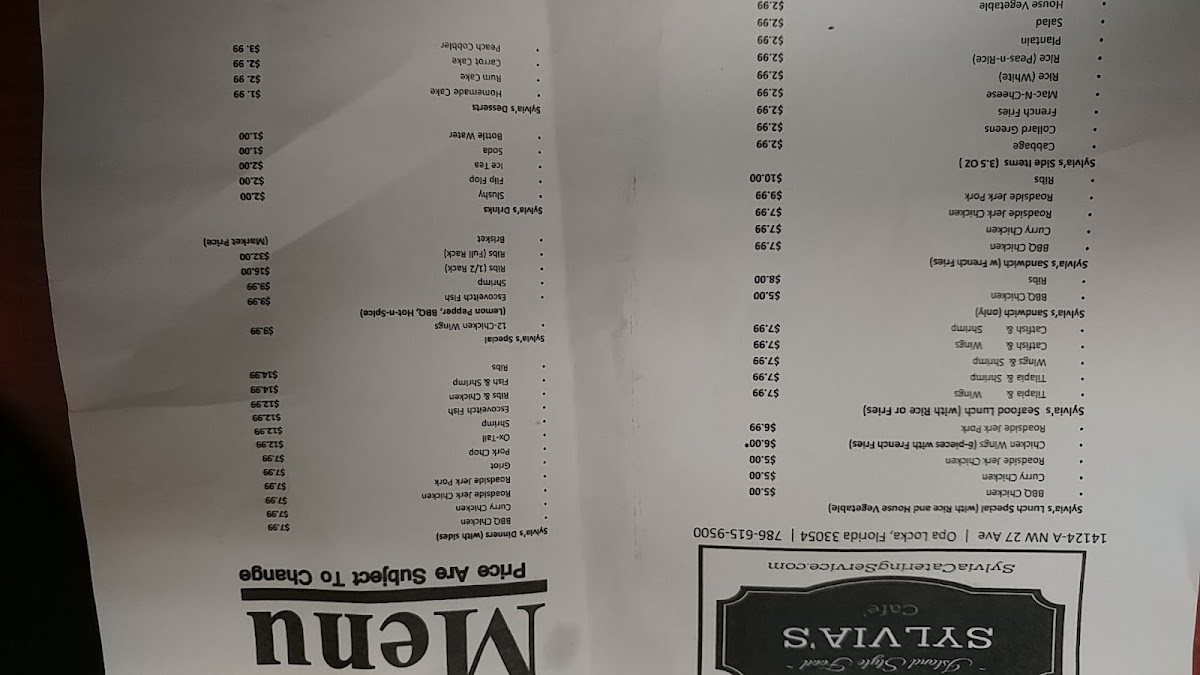 "Island Style Food"
SYLVIA'S
Cafe'
SylviaCateringService.com
14124-A NW 27 Ave | Opa Locka, Florida 33054 | 786-615-9500
Sylvia's Lunch Special (with Rice and House Vegetable)
• BBQ Chicken $5.00
• Curry Chicken $5.00
• Roadside Jerk Chicken $5.00
• Chicken Wings (6-pieces with French Fries) $6.00*
• Roadside Jerk Pork $6.99
Sylvia's Seafood Lunch (with Rice or Fries)
• Tilapia & Wings $7.99
• Tilapia & Shrimp $7.99
• Wings & Shrimp $7.99
• Catfish & Wings $7.99
• Catfish & Shrimp $7.99
Sylvia's Sandwich (only)
• BBQ Chicken $5.00
• Ribs $8.00
Sylvia's Sandwich (w French Fries)
• BBQ Chicken $7.99
• Curry Chicken $7.99
• Roadside Jerk Chicken $7.99
• Roadside Jerk Pork $9.99
• Ribs $10.00
Sylvia's Side Items (3.5 OZ )
• Cabbage $2.99
• Collard Greens $2.99
• French Fries $2.99
• Mac-N-Cheese $2.99
• Rice (White) $2.99
• Rice (Peas-n-Rice) $2.99
• Plantain $2.99
• Salad $2.99
• House Vegetable $2.99
Menu
Price Are Subject To Change
Sylvia's Dinners (with sides)
• BBQ Chicken $7.99
• Curry Chicken $7.99
• Roadside Jerk Chicken $7.99
• Roadside Jerk Pork $7.99
• Griot $7.99
• Pork Chop $7.99
• Ox-Tail $12.99
• Shrimp $12.99
• Escoveitch Fish $12.99
• Ribs & Chicken $12.99
• Fish & Shrimp $14.99
• Ribs $14.99
Sylvia's Special
• 12-Chicken Wings $9.99
(Lemon Pepper, BBQ, Hot-n-Spice)
• Escoveitch Fish $9.99
• Shrimp $9.99
• Ribs (1/2 Rack) $16.00
• Ribs (Full Rack) $32.00
• Brisket (Market Price)
Sylvia's Drinks
• Slushy $2.00
• Flip Flop $2.00
• Ice Tea $2.00
• Soda $1.00
• Bottle Water $1.00
Sylvia's Desserts
• Homemade Cake $1. 99
• Rum Cake $2. 99
• Carrot Cake $2. 99
• Peach Cobbler $3. 99